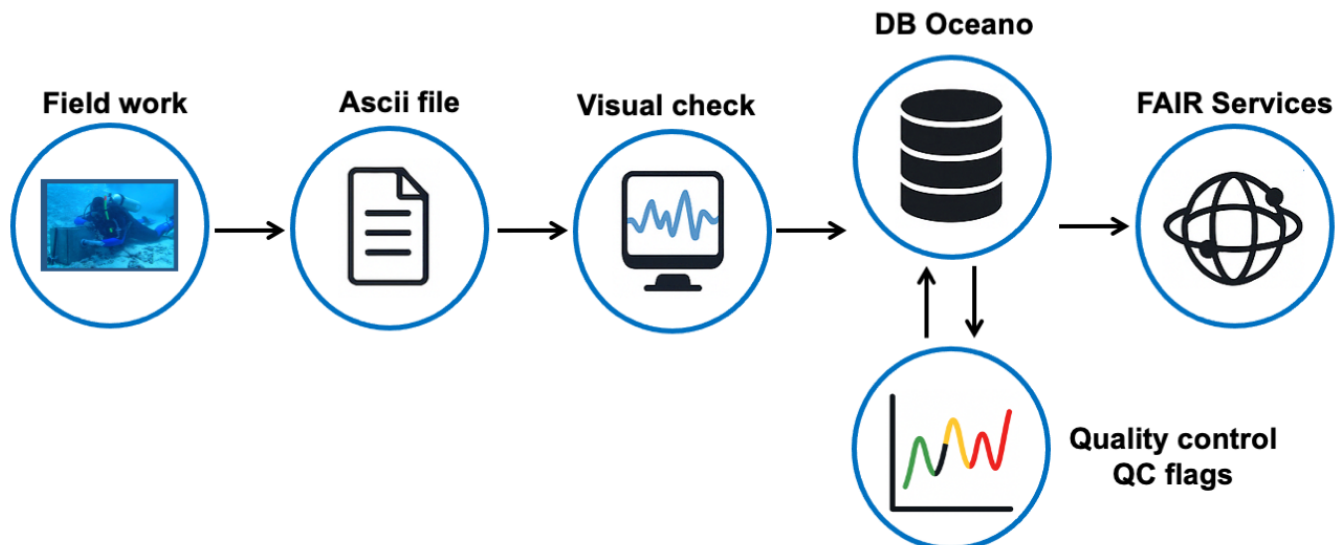 DB Oceano
Field work
Ascii file
Visual check
FAIR Services
Quality control
QC flags